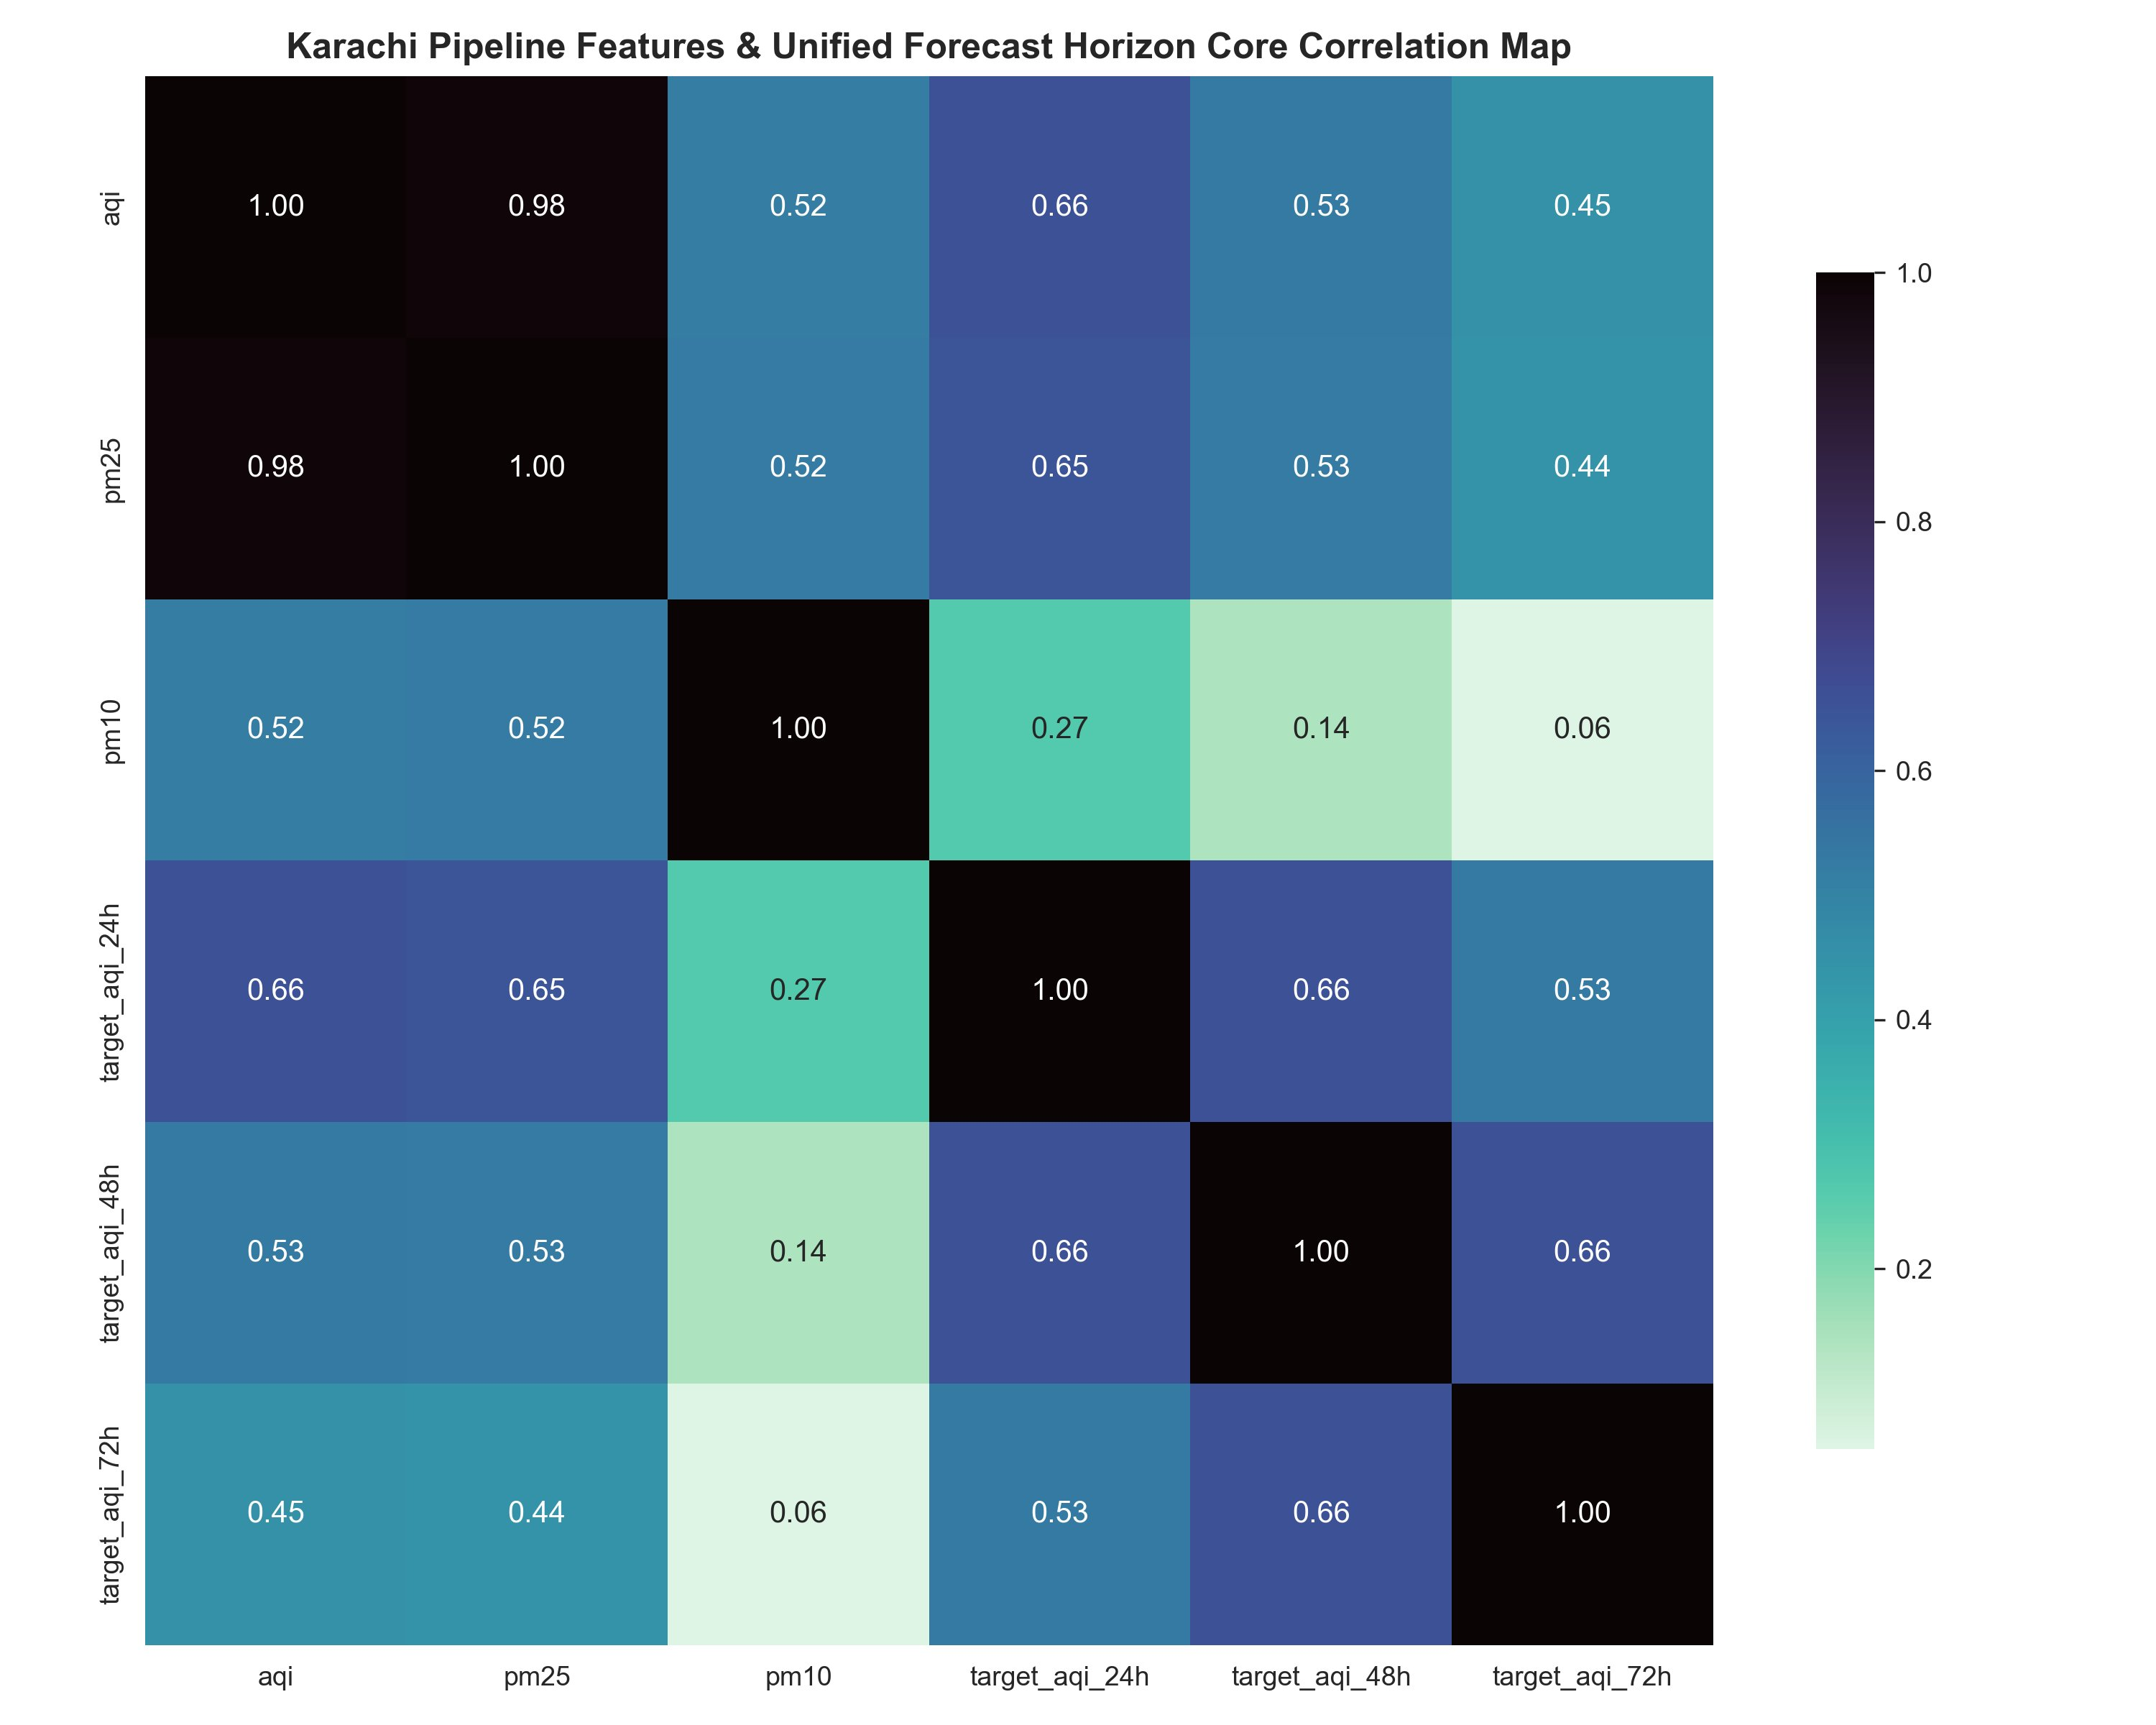 Karachi Pipeline Features & Unified Forecast Horizon Core Correlation Map
aqi 1.00 0.98 0.52 0.66 0.53 0.45
pm25 0.98 1.00 0.52 0.65 0.53 0.44
pm10 0.52 0.52 1.00 0.27 0.14 0.06
target_aqi_24h 0.66 0.65 0.27 1.00 0.66 0.53
target_aqi_48h 0.53 0.53 0.14 0.66 1.00 0.66
target_aqi_72h 0.45 0.44 0.06 0.53 0.66 1.00
aqi pm25 pm10 target_aqi_24h target_aqi_48h target_aqi_72h
1.0
0.8
0.6
0.4
0.2